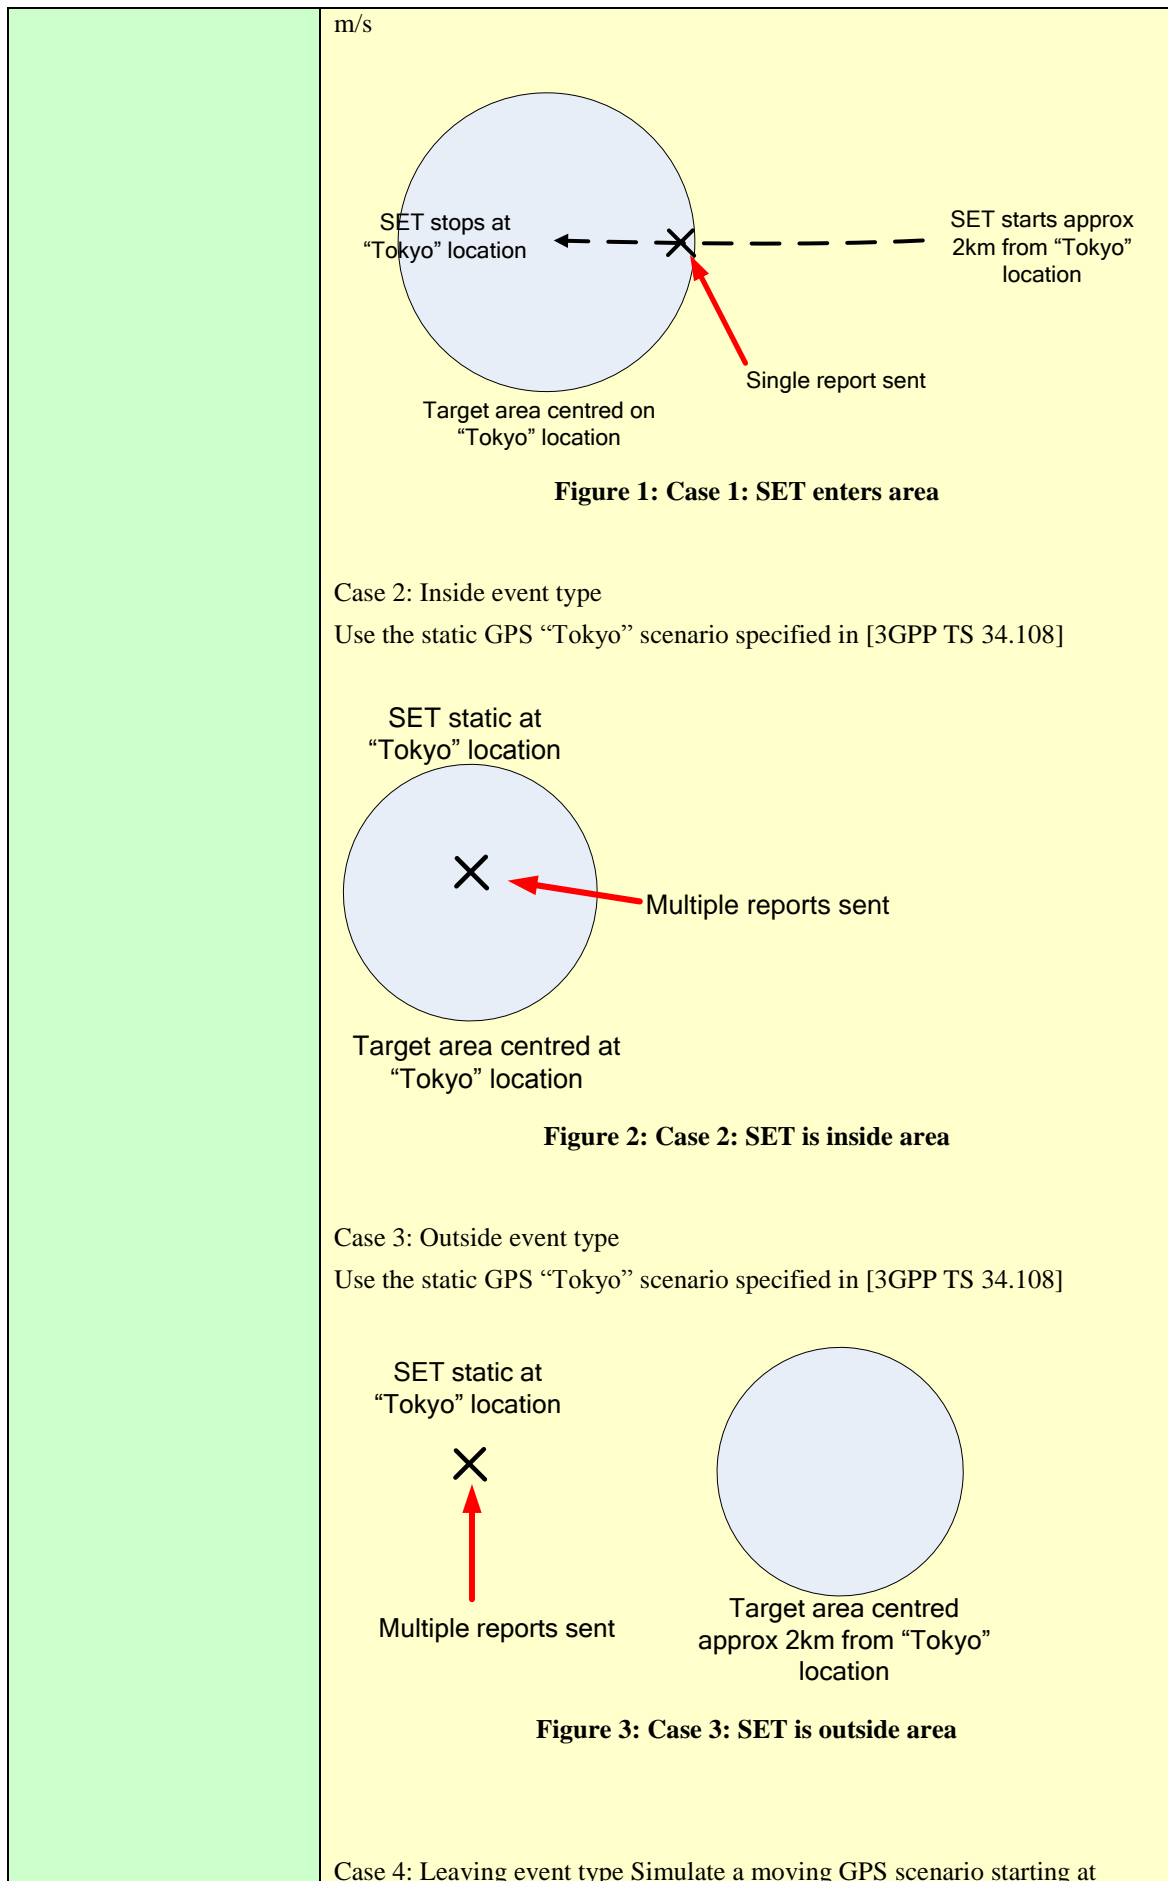 m/s
SET stops at
“Tokyo” location
SET starts approx
2km from “Tokyo”
location
Single report sent
Target area centred on
“Tokyo” location
Figure 1: Case 1: SET enters area
Case 2: Inside event type
Use the static GPS “Tokyo” scenario specified in [3GPP TS 34.108]
SET static at
“Tokyo” location
Multiple reports sent
Target area centred at
“Tokyo” location
Figure 2: Case 2: SET is inside area
Case 3: Outside event type
Use the static GPS “Tokyo” scenario specified in [3GPP TS 34.108]
SET static at
“Tokyo” location
Multiple reports sent
Target area centred
approx 2km from “Tokyo”
location
Figure 3: Case 3: SET is outside area
Case 4: Leaving event type Simulate a moving GPS scenario starting at